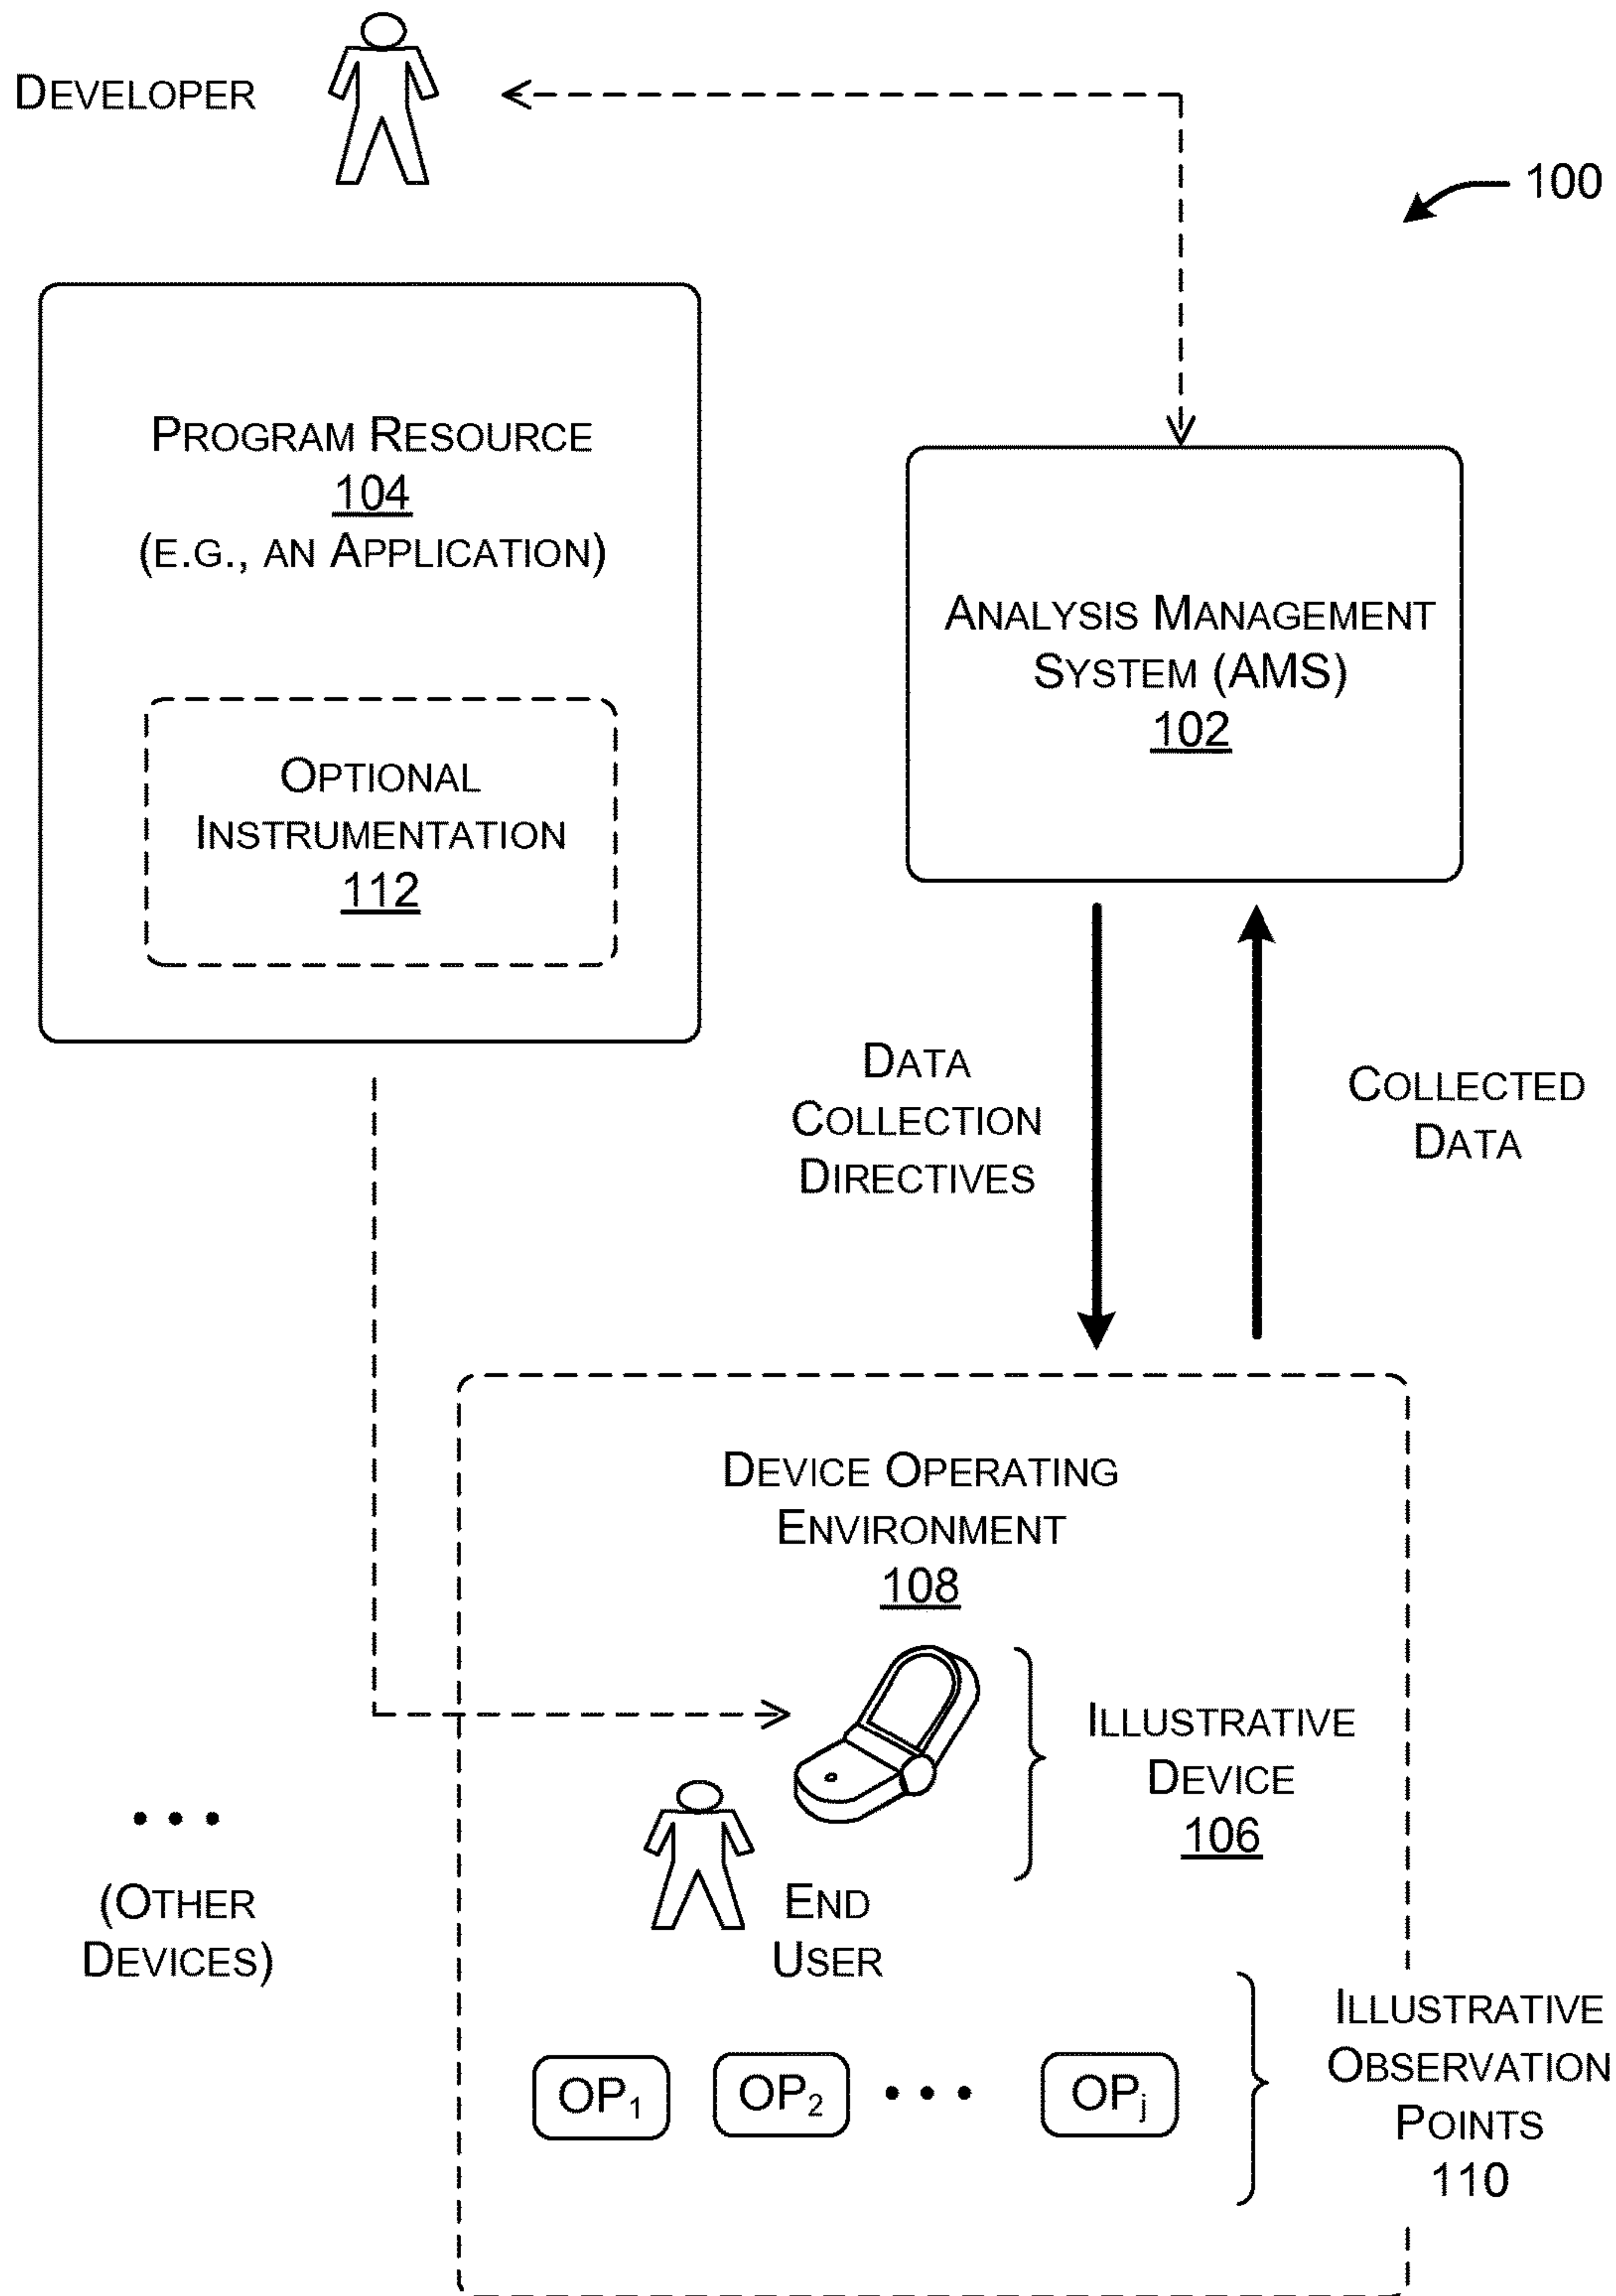 DEVELOPER
100
PROGRAM RESOURCE
104
(E.G., AN APPLICATION)
OPTIONAL
INSTRUMENTATION
112
ANALYSIS MANAGEMENT
SYSTEM (AMS)
102
DATA
COLLECTION
DIRECTIVES
COLLECTED
DATA
DEVICE OPERATING
ENVIRONMENT
108
ILLUSTRATIVE
DEVICE
106
END
USER
• • •
(OTHER
DEVICES)
OP1 OP2 • • • OPj
ILLUSTRATIVE
OBSERVATION
POINTS
110